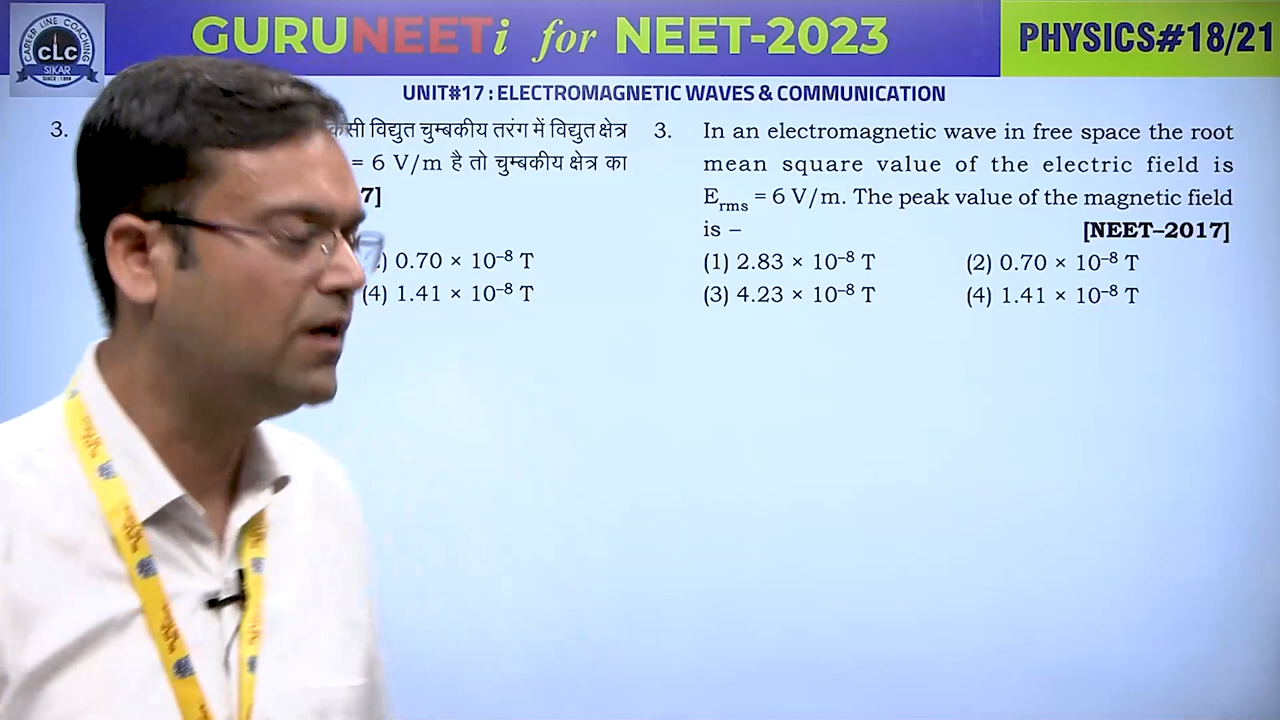 CAREER LINE COACHING
CLC
SIKAR
SINCE : 1996
GURUNEETi for NEET-2023
PHYSICS#18/21
UNIT#17 : ELECTROMAGNETIC WAVES & COMMUNICATION
3.
किसी विद्युत चुम्बकीय तरंग में विद्युत क्षेत्र
= 6 V/m है तो चुम्बकीय क्षेत्र का
7]
0.70 × 10⁻⁸ T
(4) 1.41 × 10⁻⁸ T
3. In an electromagnetic wave in free space the root
mean square value of the electric field is
Erms = 6 V/m. The peak value of the magnetic field
is – [NEET–2017]
(1) 2.83 × 10⁻⁸ T (2) 0.70 × 10⁻⁸ T
(3) 4.23 × 10⁻⁸ T (4) 1.41 × 10⁻⁸ T